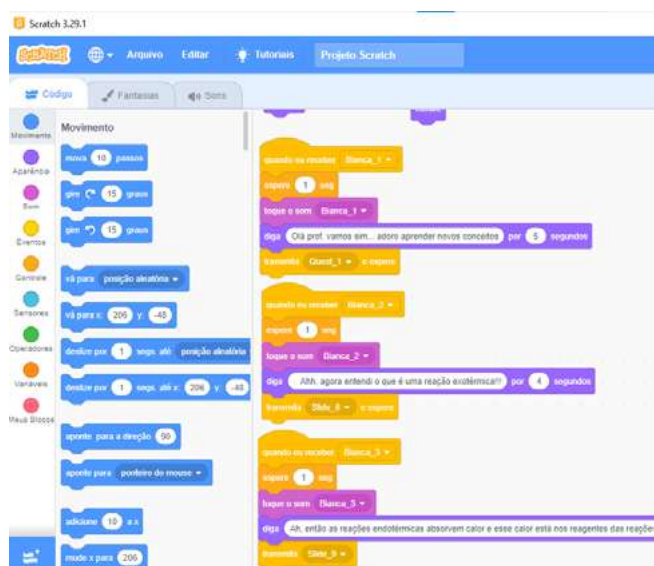 Scratch 3.29.1
SCRATCH Arquivo Editar Tutoriais Projeto Scratch
Código Fantasias Sons
Movimento
Movimento
mova 10 passos
Aparência
gire 15 graus
Som
gire 15 graus
Eventos
Controle
vá para posição aleatória
Sensores
vá para x: 206 y: -48
Operadores
deslize por 1 segs. até posição aleatória
Variáveis
deslize por 1 segs. até x: 206 y: -48
Meus Blocos
aponte para a direção 90
aponte para ponteiro do mouse
adicione 10 a x
mude x para 206
quando eu receber Bianca_1
espere 1 seg
toque o som Bianca_1
diga Olá prof. vamos sim... adoro aprender novos conceitos por 5 segundos
transmita Quest_1 e espere
quando eu receber
espere 1 seg
toque o som Bianca_2
diga Ahh, agora entendi o que é uma reação exotérmica!! por 4 segundos
transmita e espere
quando eu receber Bianca_3
espere 1 seg
toque o som Bianca_3
diga Ah, então as reações endotérmicas absorvem calor e esse calor está nos reagentes das reaçõe
transmita Slide_9 e espere